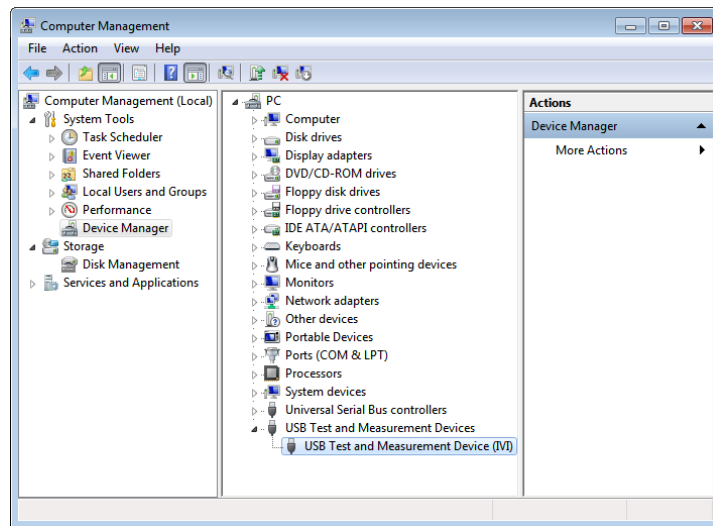 Computer Management
File Action View Help
Computer Management (Local)
System Tools
Task Scheduler
Event Viewer
Shared Folders
Local Users and Groups
Performance
Device Manager
Storage
Disk Management
Services and Applications
PC
Computer
Disk drives
Display adapters
DVD/CD-ROM drives
Floppy disk drives
Floppy drive controllers
IDE ATA/ATAPI controllers
Keyboards
Mice and other pointing devices
Monitors
Network adapters
Other devices
Portable Devices
Ports (COM & LPT)
Processors
System devices
Universal Serial Bus controllers
USB Test and Measurement Devices
USB Test and Measurement Device (IVI)
Actions
Device Manager
More Actions